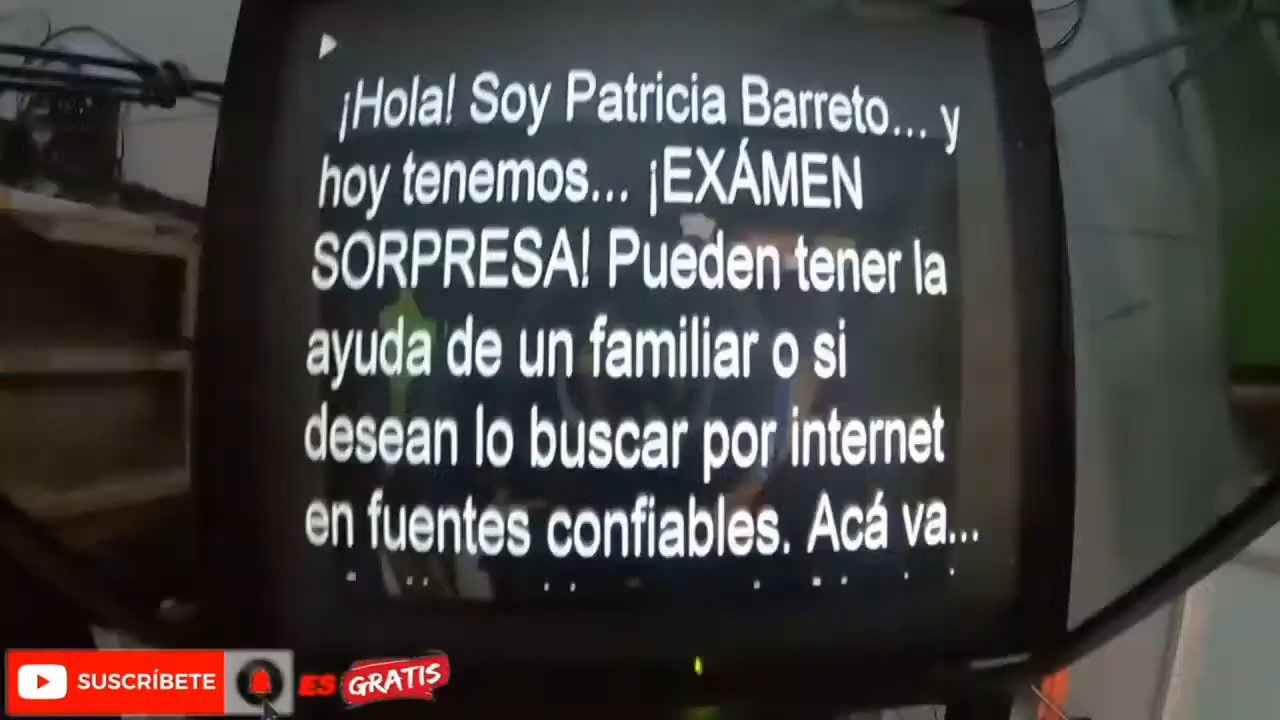 ¡Hola! Soy Patricia Barreto... y
hoy tenemos... ¡EXÁMEN
SORPRESA! Pueden tener la
ayuda de un familiar o si
desean lo buscar por internet
en fuentes confiables. Acá va...
SUSCRÍBETE
ES GRATIS